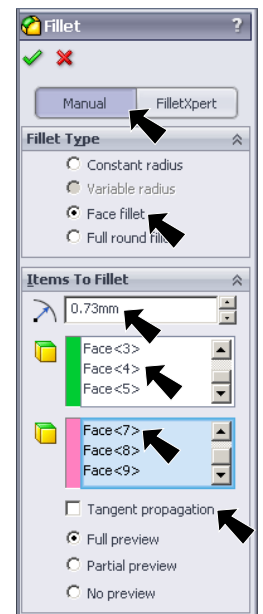 Fillet ?
Manual FilletXpert
Fillet Type
Constant radius
Variable radius
Face fillet
Full round fillet
Items To Fillet
0.73mm
Face<3>
Face<4>
Face<5>
Face<7>
Face<8>
Face<9>
Tangent propagation
Full preview
Partial preview
No preview